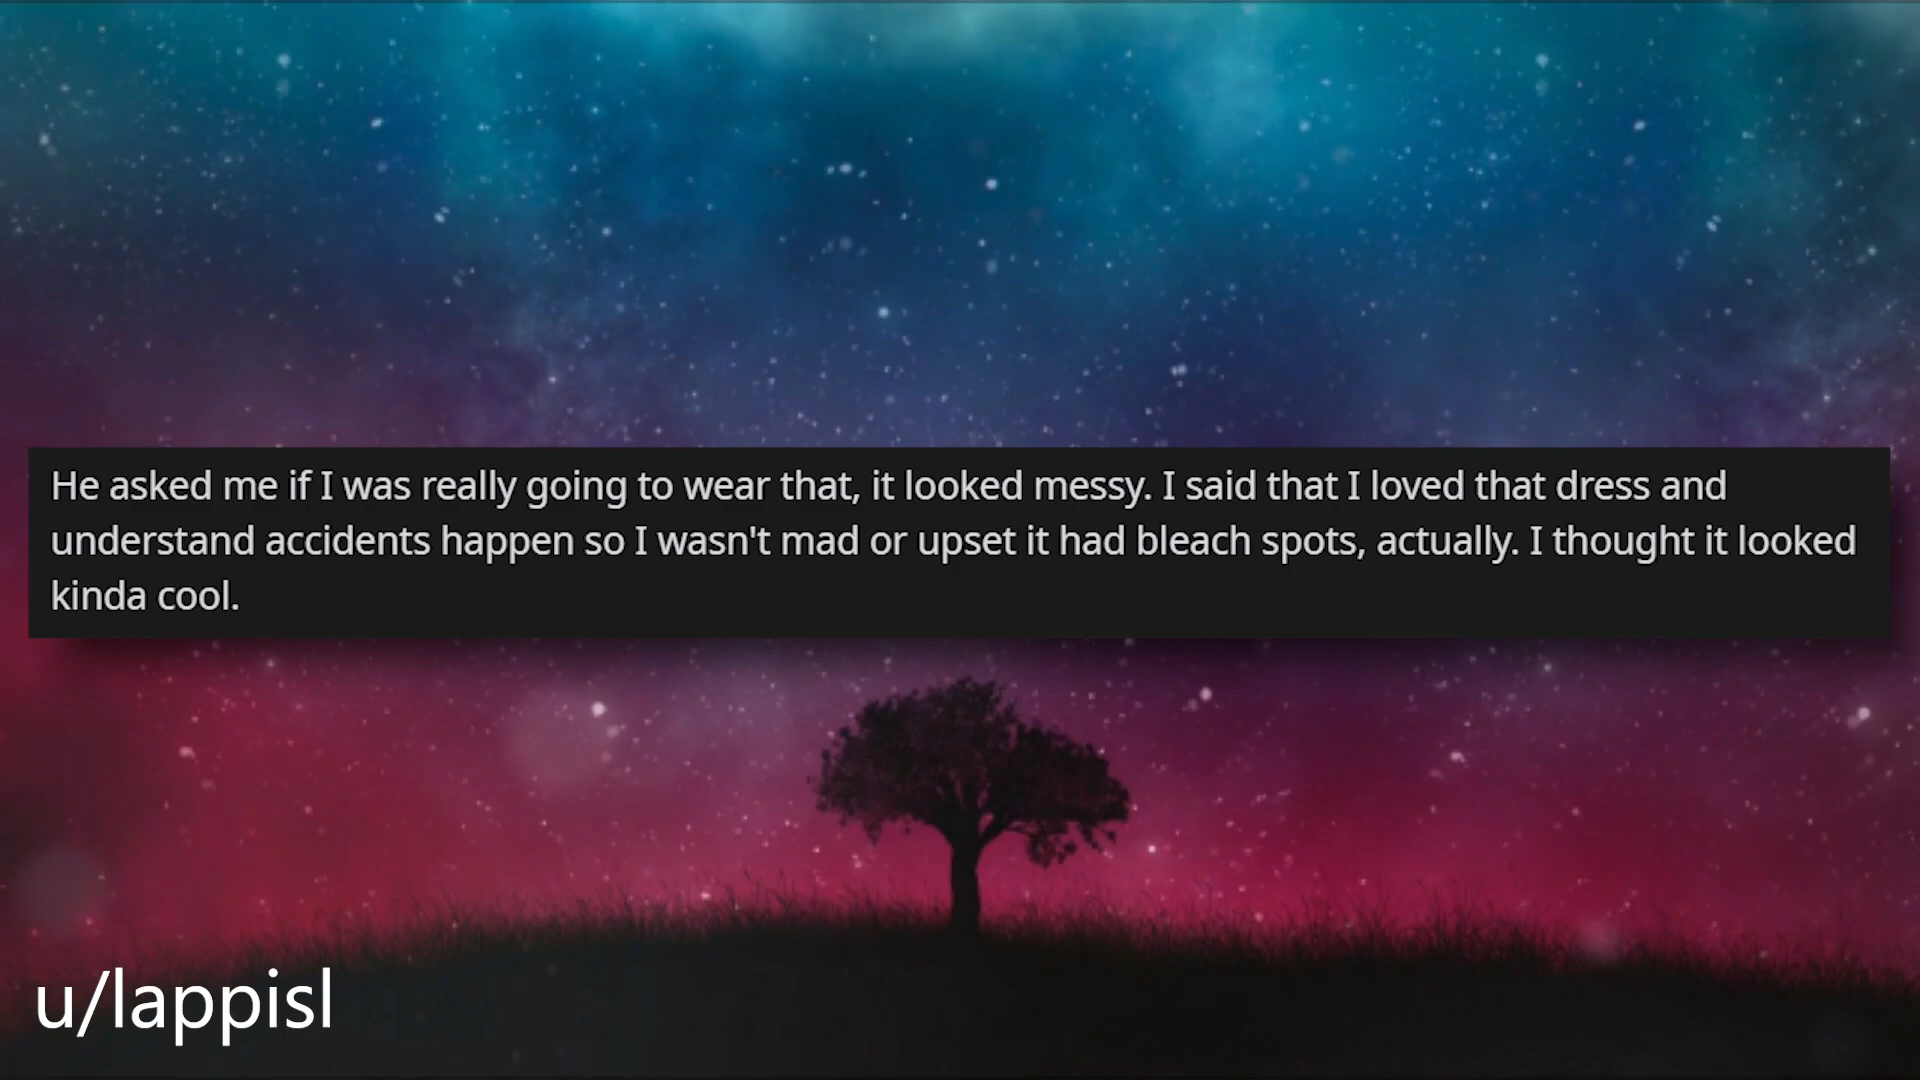 He asked me if I was really going to wear that, it looked messy. I said that I loved that dress and
understand accidents happen so I wasn't mad or upset it had bleach spots, actually. I thought it looked
kinda cool.
u/lappisl